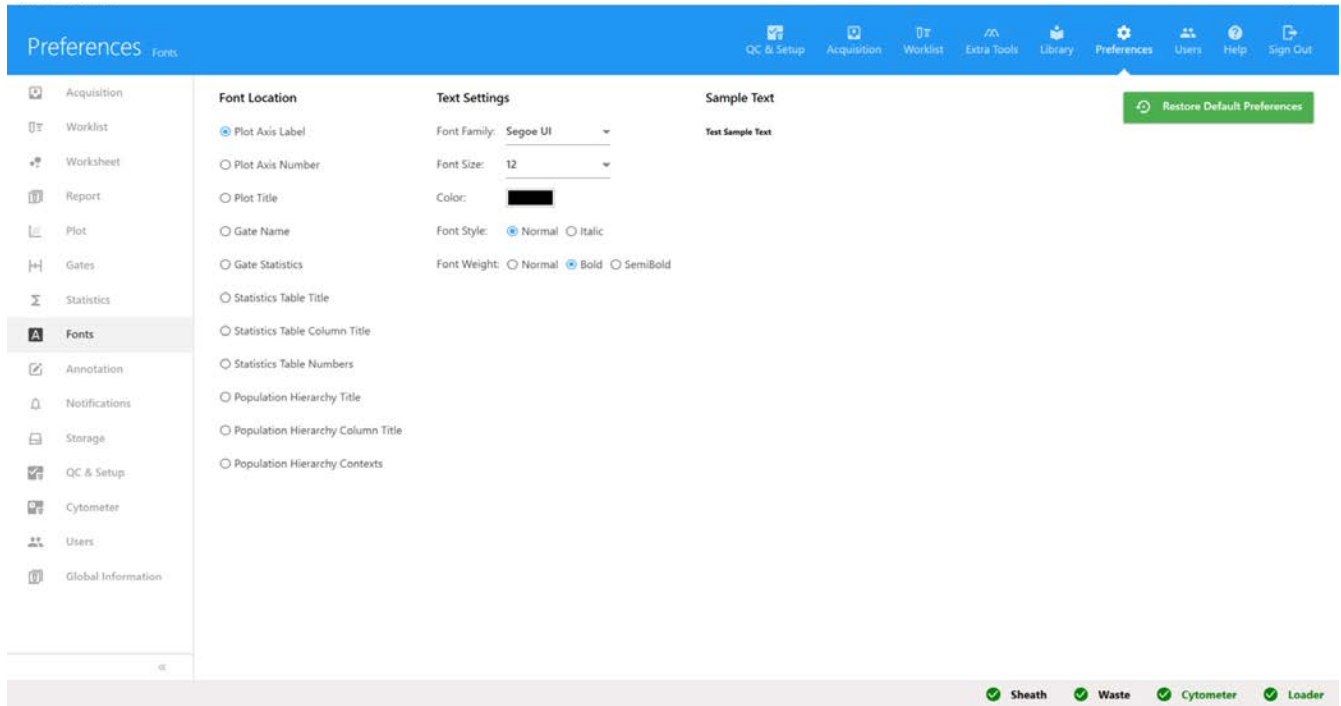 Preferences Fonts
QC & Setup
Acquisition
Worklist
Extra Tools
Library
Preferences
Users
Help
Sign Out
Acquisition
Worklist
Worksheet
Report
Plot
Gates
Statistics
Fonts
Annotation
Notifications
Storage
QC & Setup
Cytometer
Users
Global Information
«
Font Location
Plot Axis Label
Plot Axis Number
Plot Title
Gate Name
Gate Statistics
Statistics Table Title
Statistics Table Column Title
Statistics Table Numbers
Population Hierarchy Title
Population Hierarchy Column Title
Population Hierarchy Contexts
Text Settings
Font Family: Segoe UI
Font Size: 12
Color:
Font Style: Normal Italic
Font Weight: Normal Bold SemiBold
Sample Text
Test Sample Text
Restore Default Preferences
Sheath
Waste
Cytometer
Loader